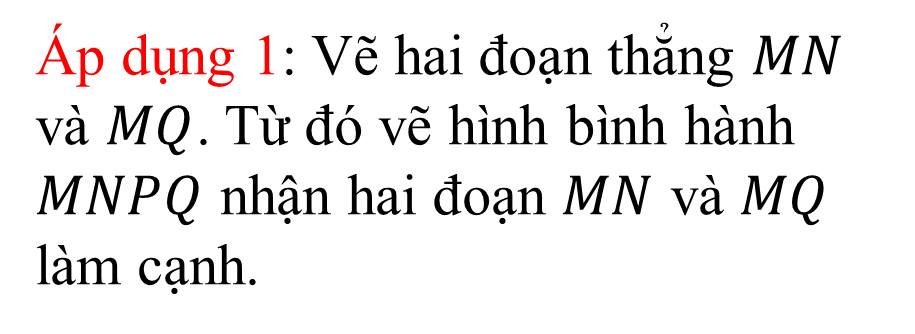 Áp dụng 1: Vẽ hai đoạn thẳng MN
và MQ. Từ đó vẽ hình bình hành
MNPQ nhận hai đoạn MN và MQ
làm cạnh.